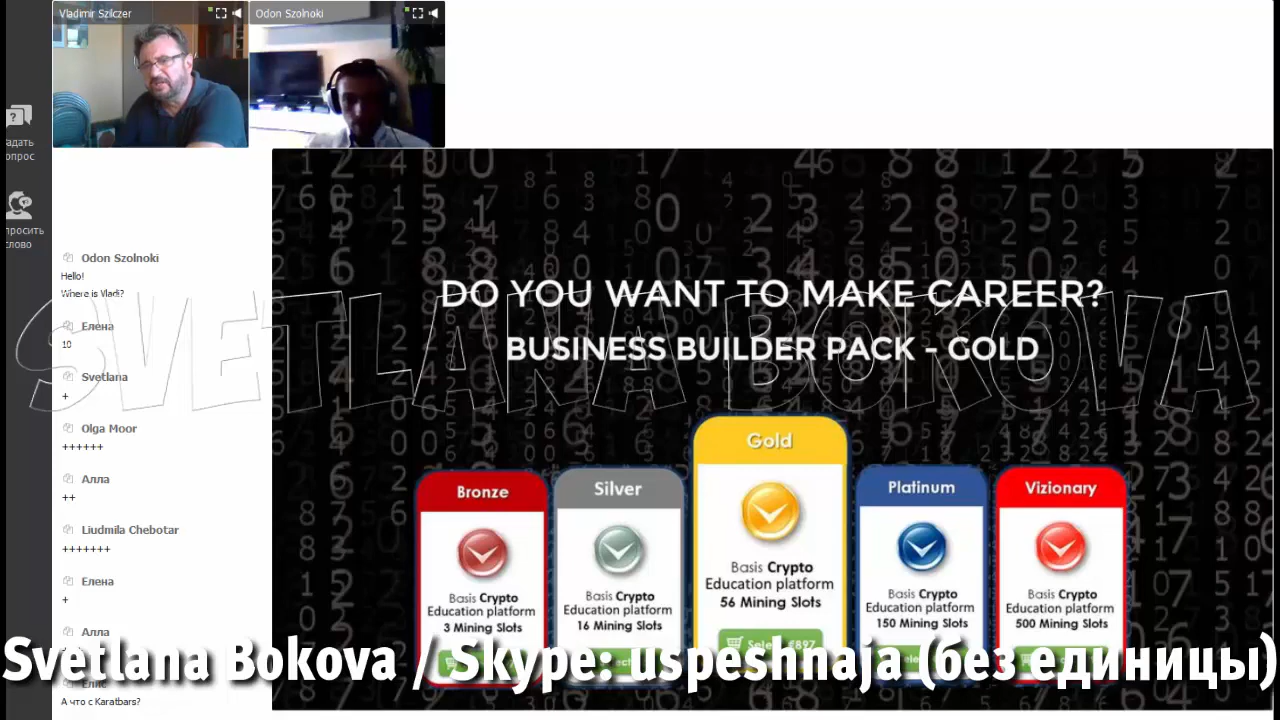 Vladimir Szilczer
Odon Szolnoki
адать
опрос
просить
слово
Odon Szolnoki
Hello!
Where is Vladi?
Елена
10
Svetlana
+
Olga Moor
++++++
Алла
++
Liudmila Chebotar
+++++++
Елена
+
Алла
А что с Karatbars?
SVETLANA BOKOVA
DO YOU WANT TO MAKE CAREER?
BUSINESS BUILDER PACK - GOLD
Bronze
Basis Crypto
Education platform
3 Mining Slots
Silver
Basis Crypto
Education platform
16 Mining Slots
Gold
Basis Crypto
Education platform
56 Mining Slots
€897
Platinum
Basis Crypto
Education platform
150 Mining Slots
Vizionary
Basis Crypto
Education platform
500 Mining Slots
Svetlana Bokova / Skype: uspeshnaja (без единицы)